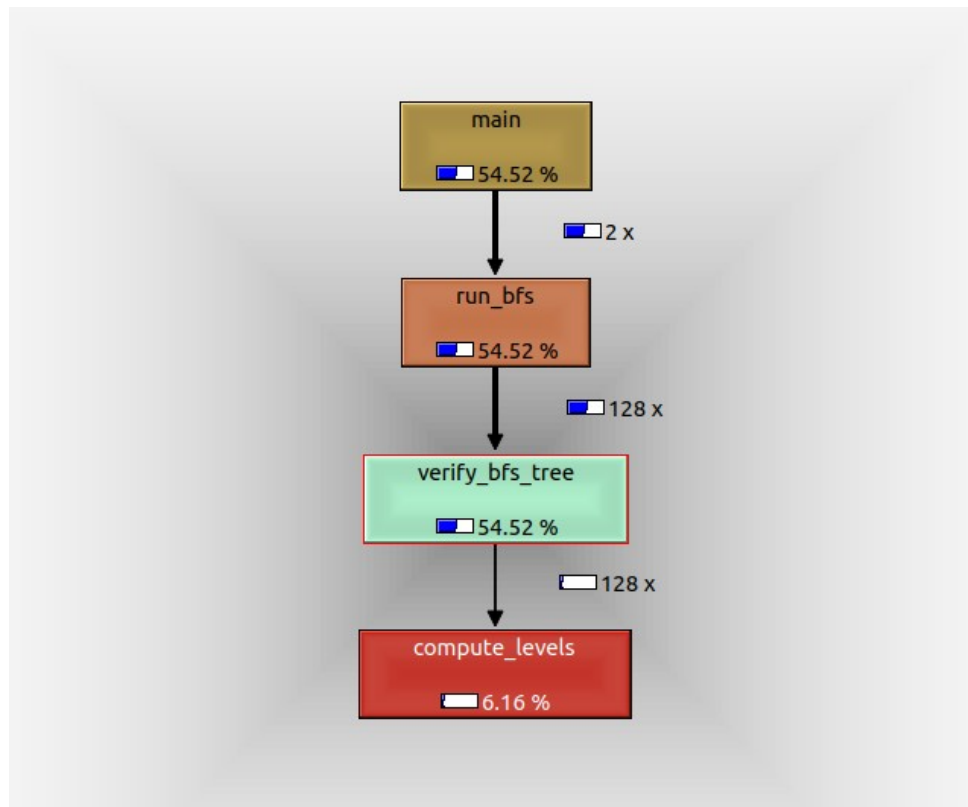 main
54.52 %
2 x
run_bfs
54.52 %
128 x
verify_bfs_tree
54.52 %
128 x
compute_levels
6.16 %